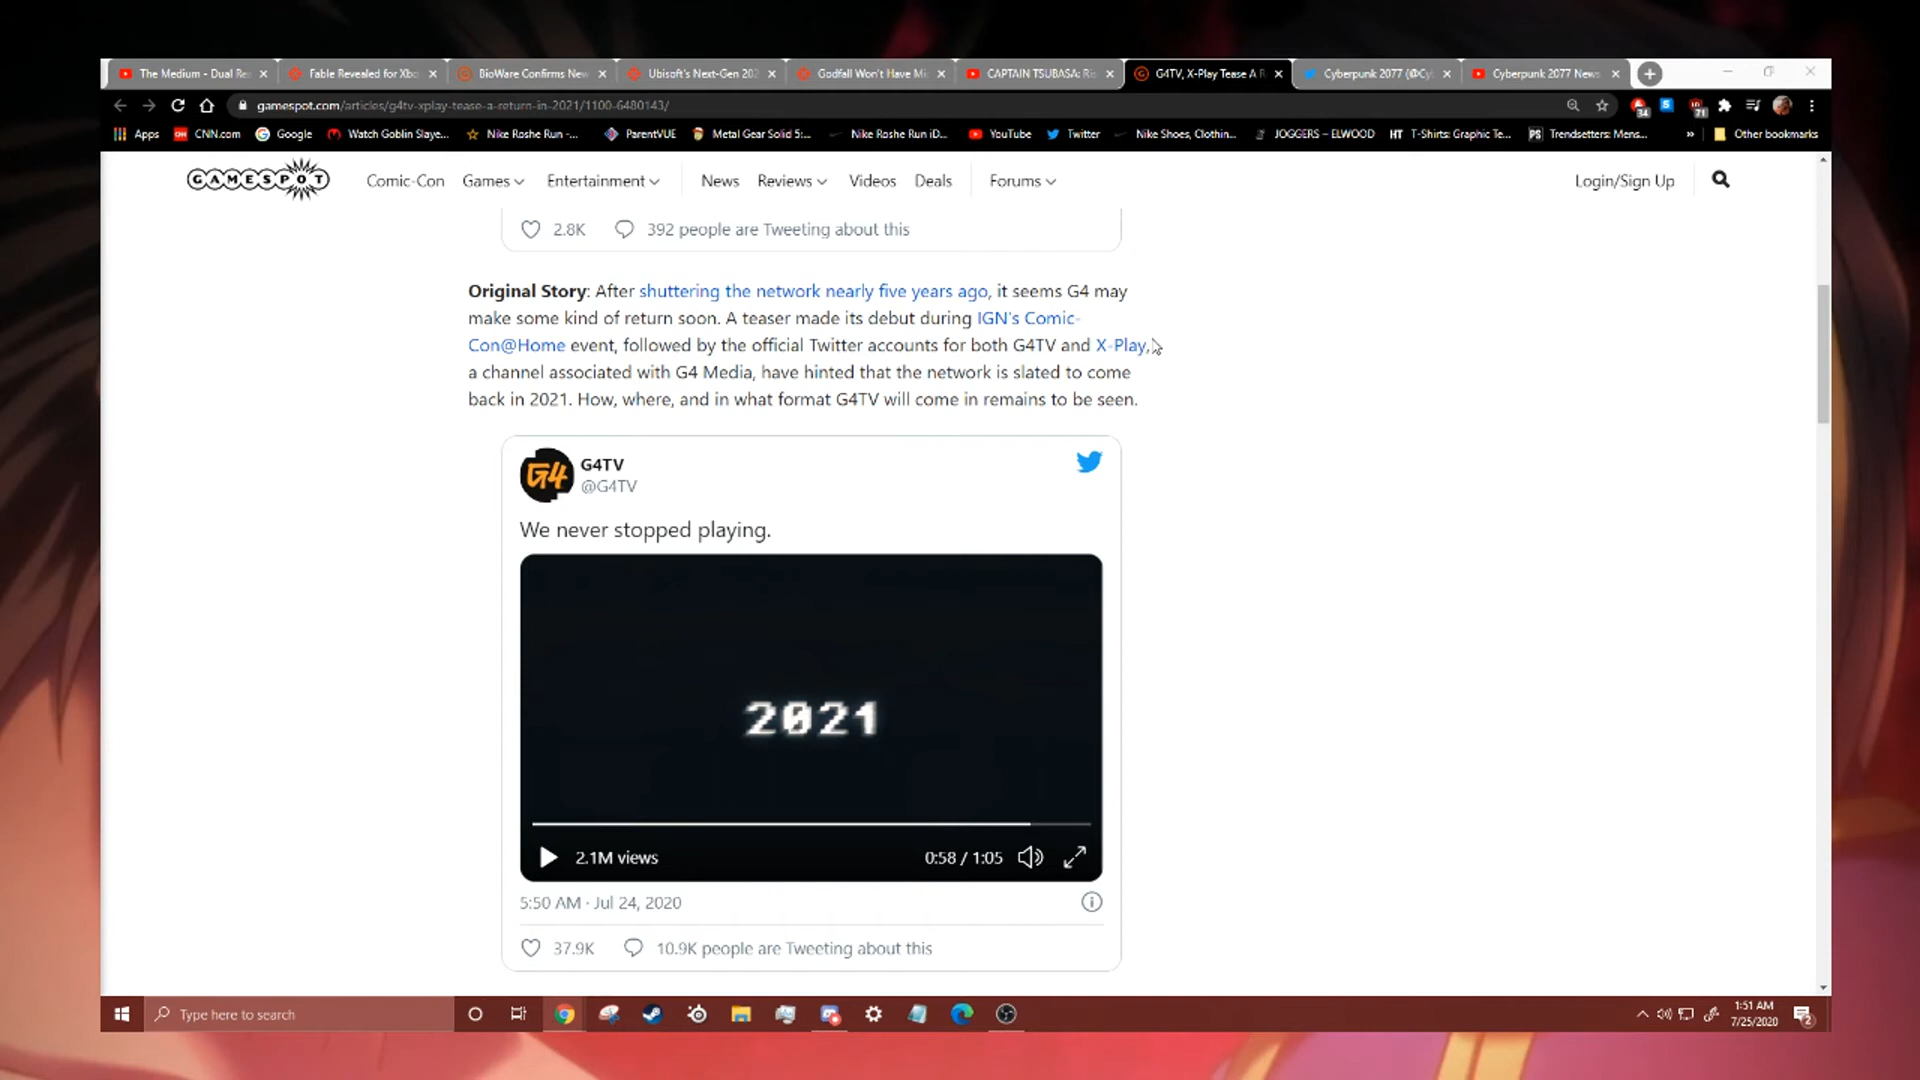 The Medium - Dual Re
Fable Revealed for Xbo
BioWare Confirms New
Ubisoft's Next-Gen 202
Godfall Won't Have Mi
CAPTAIN TSUBASA: Ris
G4TV, X-Play Tease A R
Cyberpunk 2077 (@Cy
Cyberpunk 2077 News
gamespot.com/articles/g4tv-xplay-tease-a-return-in-2021/1100-6480143/
34
71
Apps
CNN.com
Google
Watch Goblin Slaye...
Nike Roshe Run -...
ParentVUE
Metal Gear Solid 5:...
Nike Roshe Run iD...
YouTube
Twitter
Nike Shoes, Clothin...
JOGGERS – ELWOOD
HT T-Shirts: Graphic Te...
PS Trendsetters: Mens...
»
Other bookmarks
GAMESPOT
Comic-Con
Games
Entertainment
News
Reviews
Videos
Deals
Forums
Login/Sign Up
2.8K
392 people are Tweeting about this
Original Story: After shuttering the network nearly five years ago, it seems G4 may
make some kind of return soon. A teaser made its debut during IGN's Comic-
Con@Home event, followed by the official Twitter accounts for both G4TV and X-Play,
a channel associated with G4 Media, have hinted that the network is slated to come
back in 2021. How, where, and in what format G4TV will come in remains to be seen.
G4
G4TV
@G4TV
We never stopped playing.
2021
2.1M views
0:58 / 1:05
5:50 AM · Jul 24, 2020
37.9K
10.9K people are Tweeting about this
Type here to search
1:51 AM
7/25/2020
2